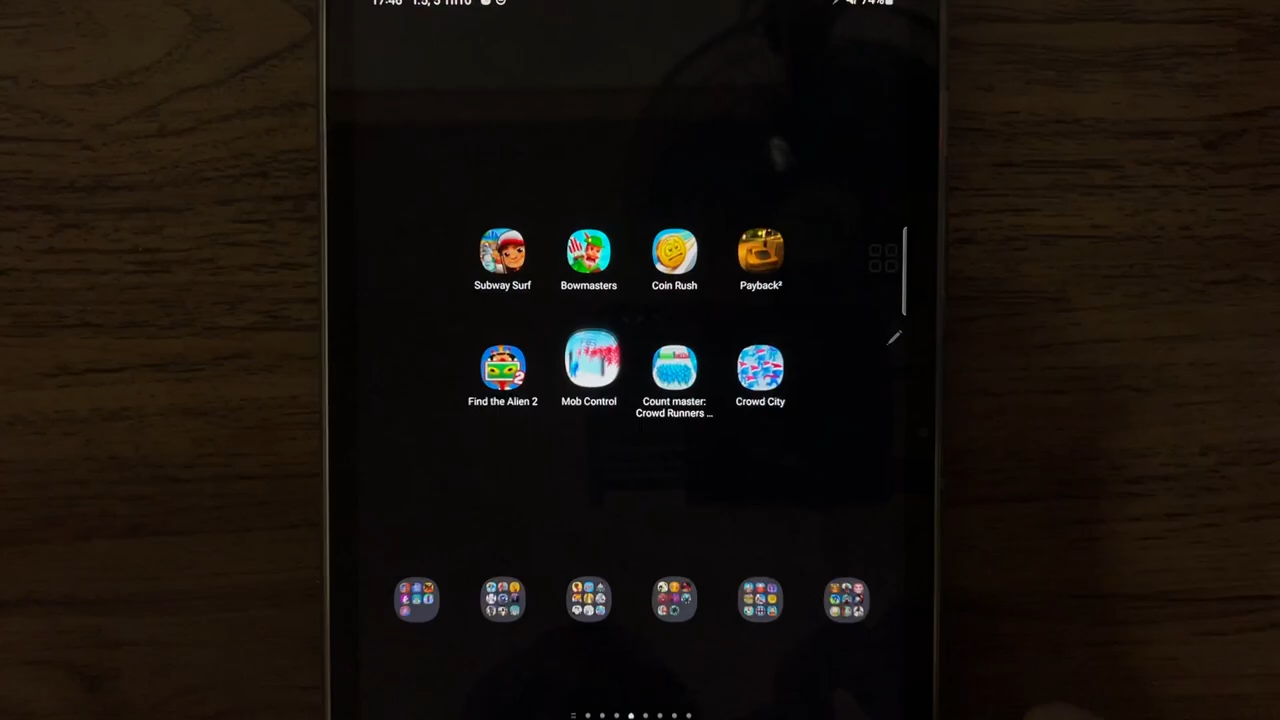 Subway Surf
Bowmasters
Coin Rush
Payback²
Find the Alien 2
Mob Control
Count master:
Crowd Runners ...
Crowd City